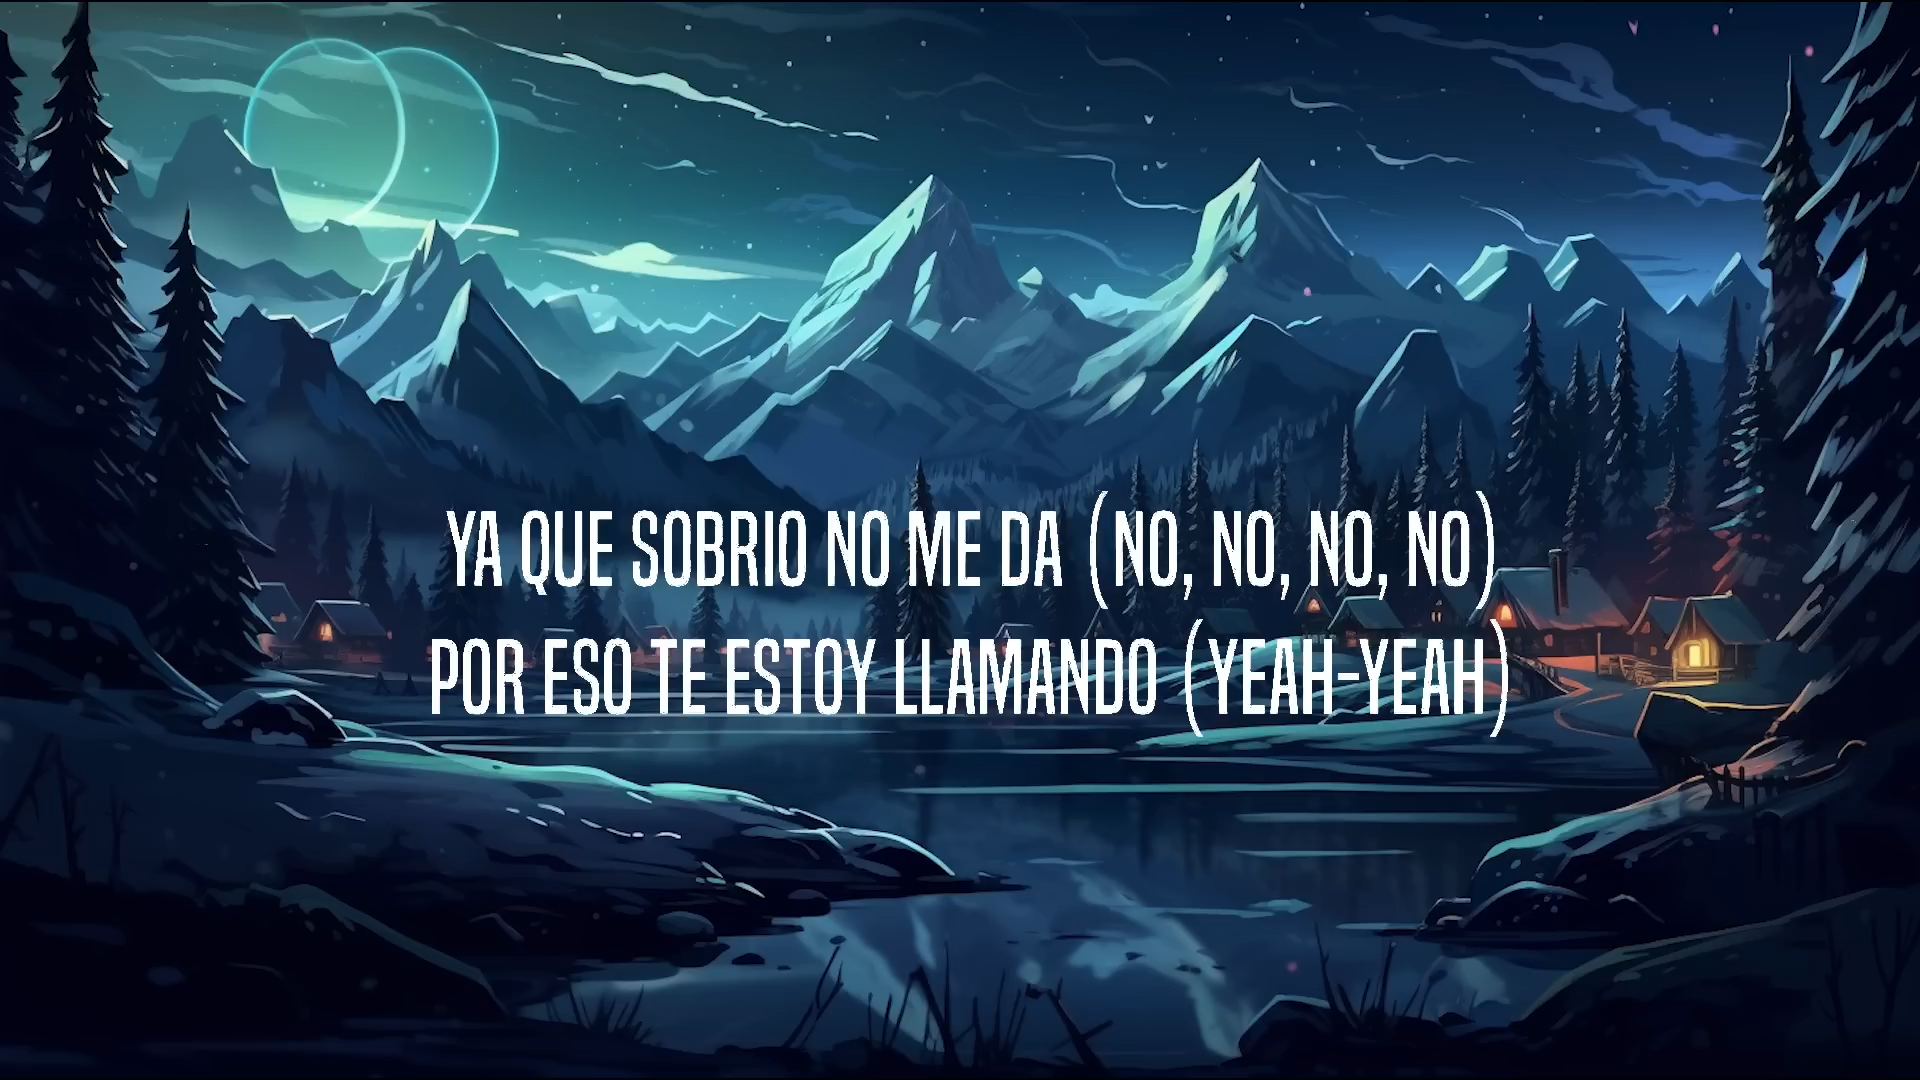 YA QUE SOBRIO NO ME DA (NO, NO, NO, NO)
POR ESO TE ESTOY LLAMANDO (YEAH-YEAH)